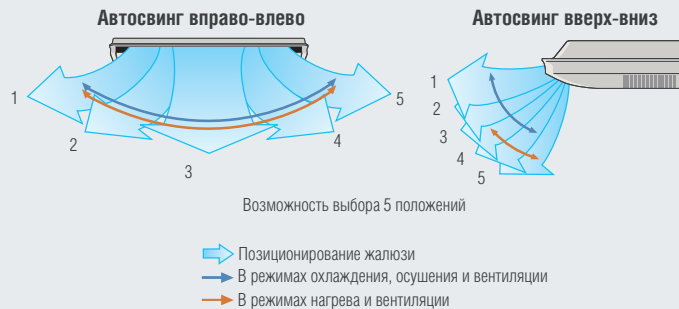 Автосвинг вправо-влево
1
2
3
4
5
Автосвинг вверх-вниз
1
2
3
4
5
Возможность выбора 5 положений
Позиционирование жалюзи
В режимах охлаждения, осушения и вентиляции
В режимах нагрева и вентиляции